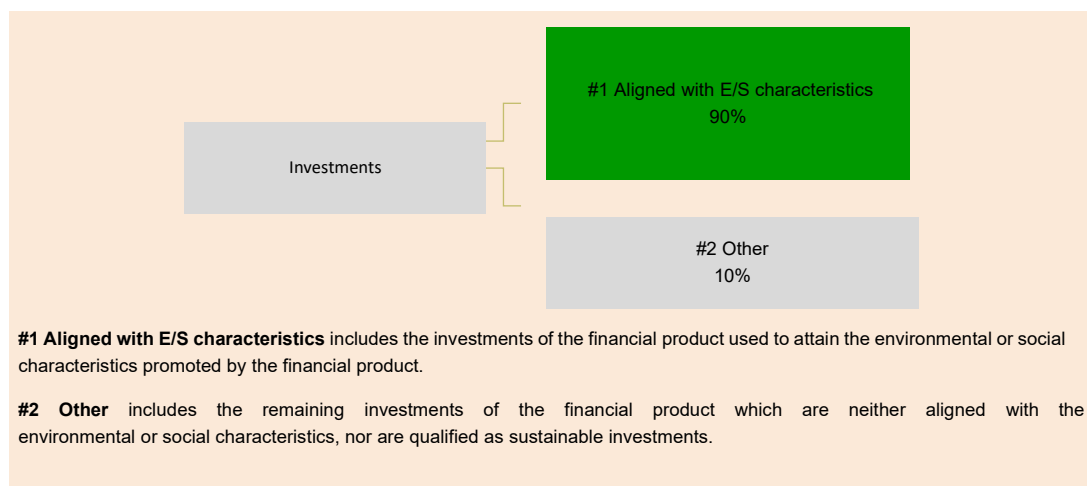 #1 Aligned with E/S characteristics
90%
Investments
#2 Other
10%
#1 Aligned with E/S characteristics includes the investments of the financial product used to attain the environmental or social
characteristics promoted by the financial product.
#2 Other includes the remaining investments of the financial product which are neither aligned with the
environmental or social characteristics, nor are qualified as sustainable investments.